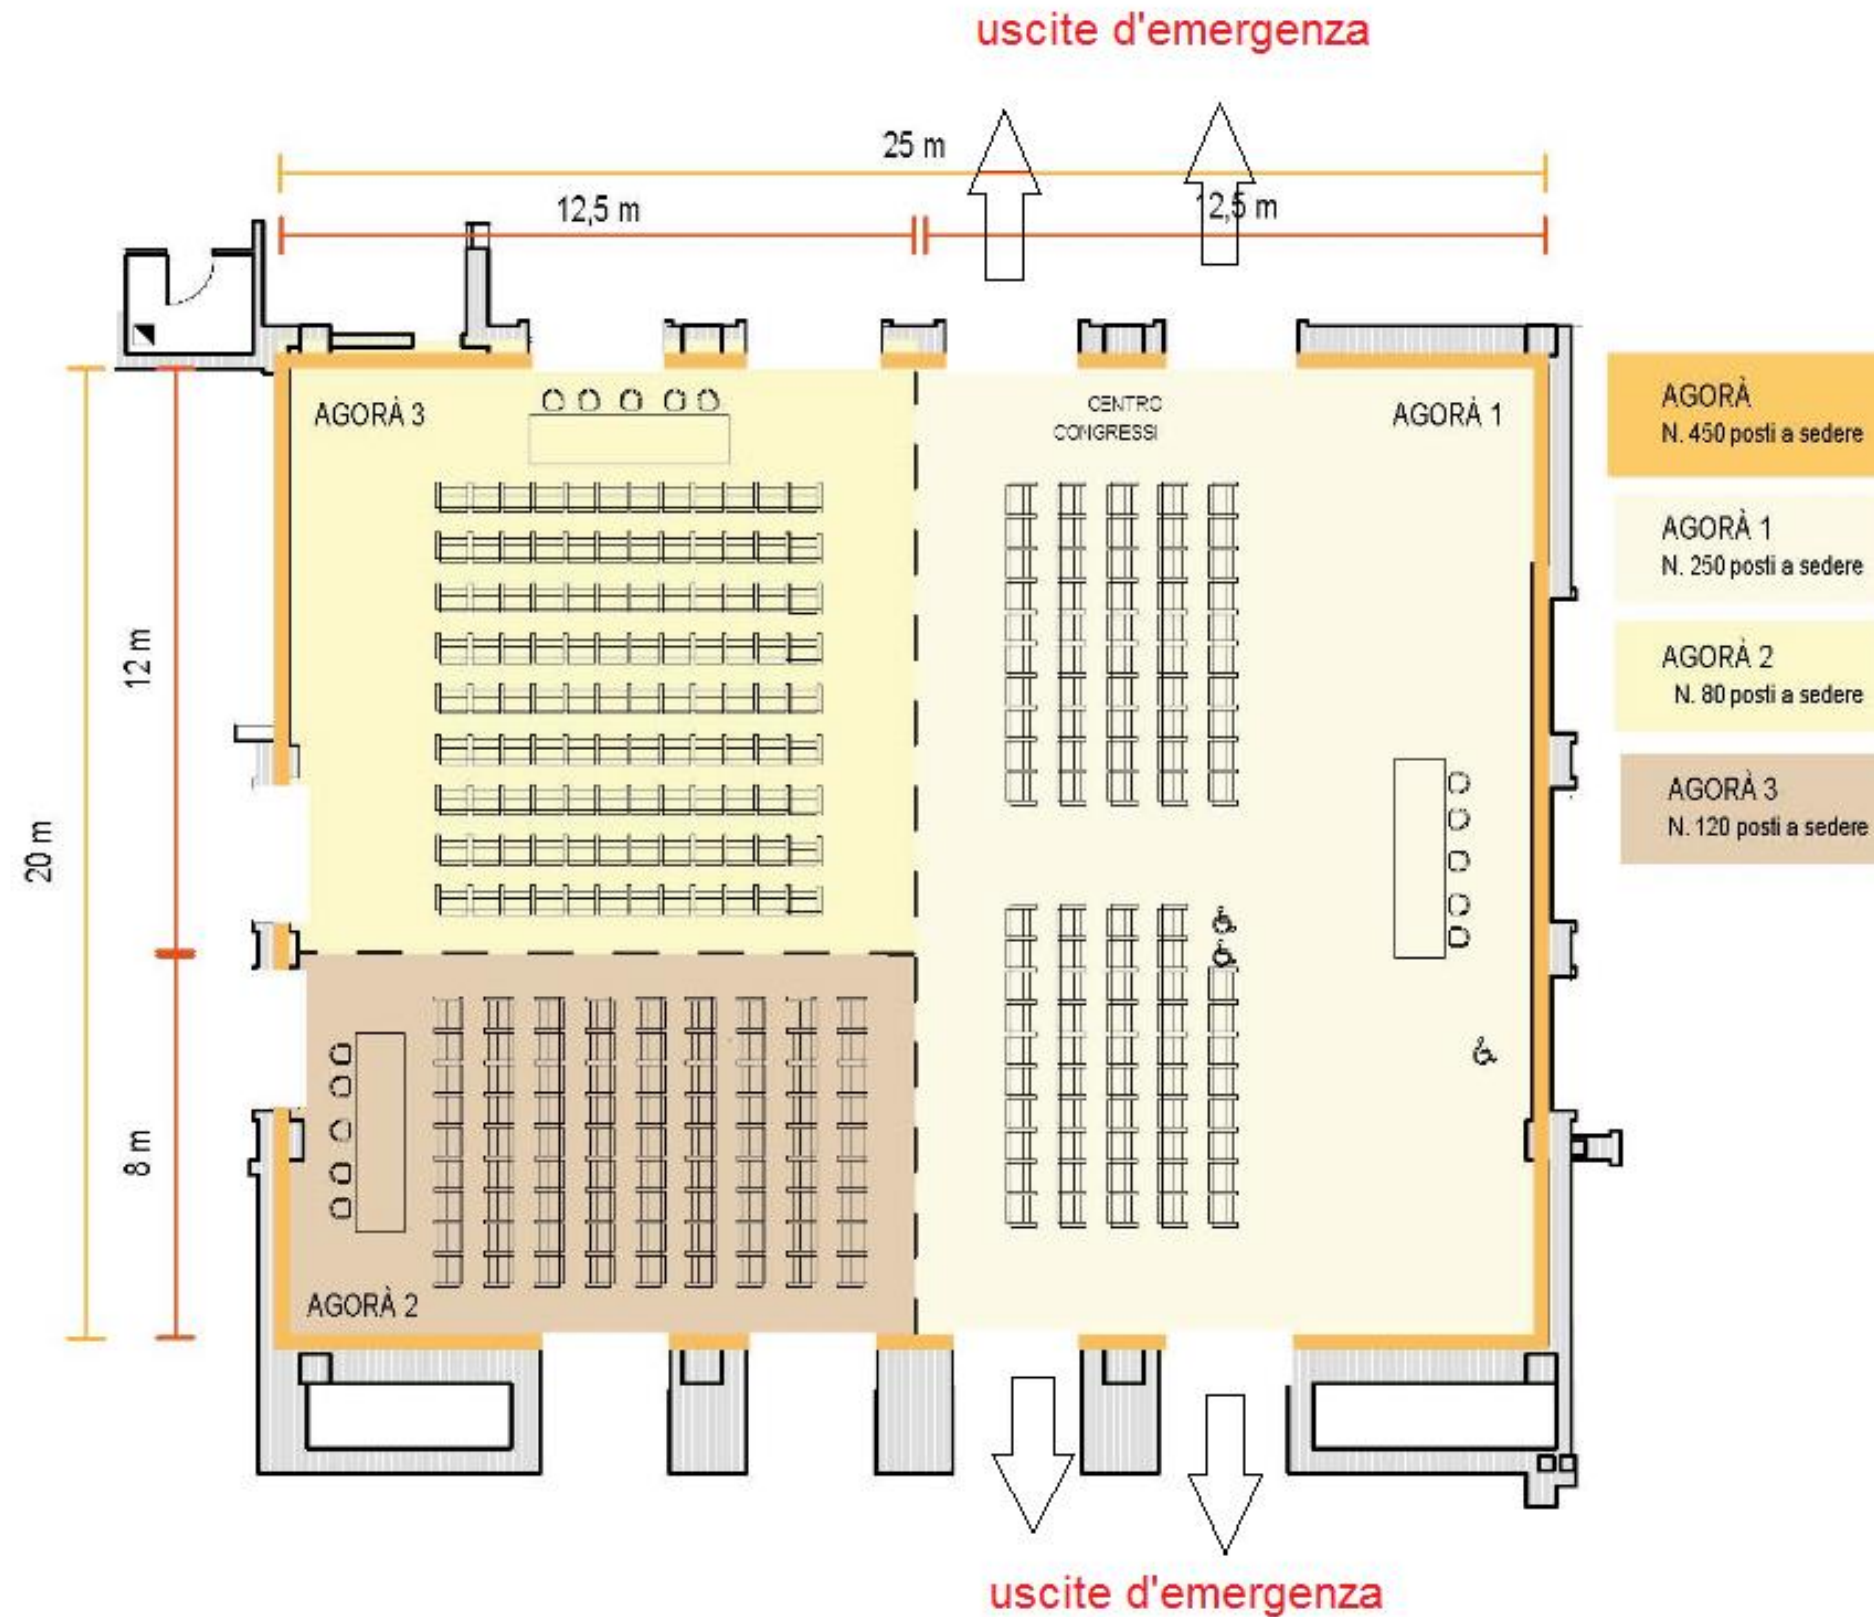 uscite d'emergenza
25 m
12,5 m
12,5 m
AGORÀ 3
CENTRO
CONGRESSI
AGORÀ 1
AGORÀ
N. 450 posti a sedere
AGORÀ 1
N. 250 posti a sedere
12 m
AGORÀ 2
N. 80 posti a sedere
AGORÀ 3
N. 120 posti a sedere
20 m
8 m
AGORÀ 2
uscite d'emergenza